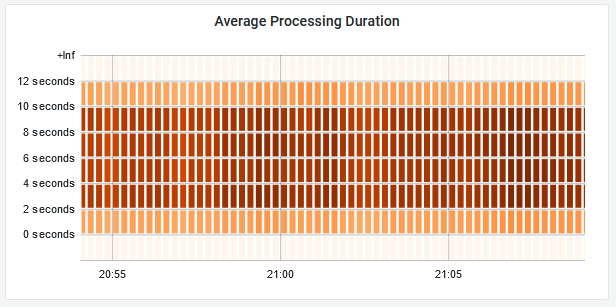 Average Processing Duration
+Inf
12 seconds
10 seconds
8 seconds
6 seconds
4 seconds
2 seconds
0 seconds
20:55
21:00
21:05